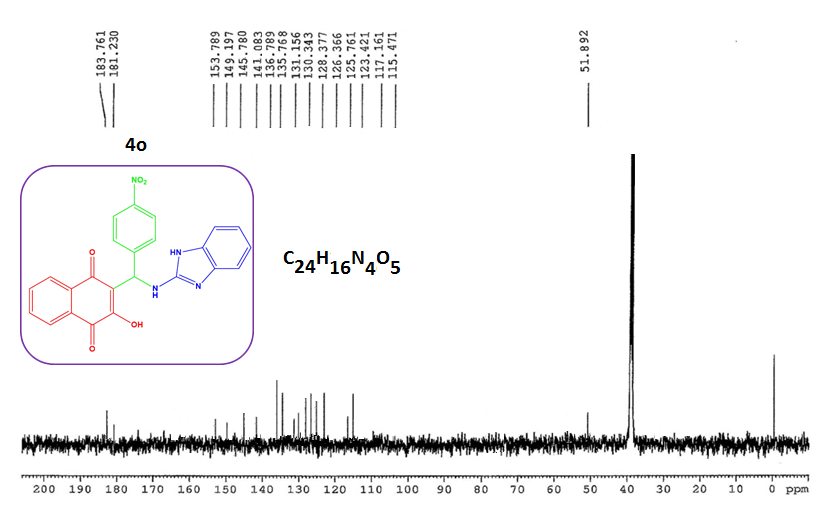 183.761
181.230
153.789
149.197
145.780
141.083
136.789
135.768
131.156
130.343
128.377
126.366
125.761
123.421
117.161
115.471
51.892
4o
NO2
HN
O
N
H
N
OH
O
C24H16N4O5
200 190 180 170 160 150 140 130 120 110 100 90 80 70 60 50 40 30 20 10 0 ppm